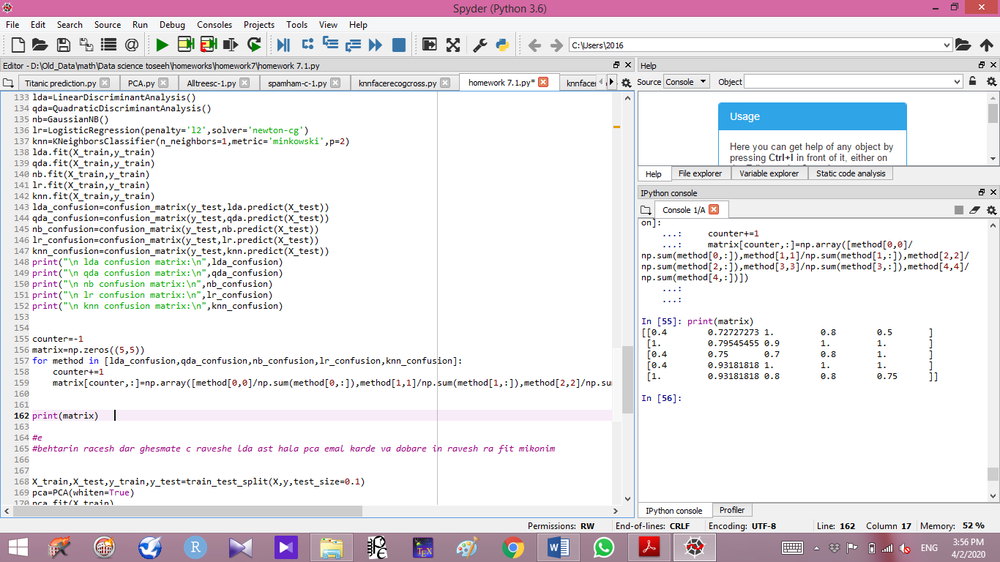 Spyder (Python 3.6)
File Edit Search Source Run Debug Consoles Projects Tools View Help
C:\Users\2016
Editor - D:\Old_Data\math\Data science toseeh\homeworks\homework7\homework 7.1.py
Titanic prediction.py PCA.py Alltreesc-1.py spamham-c-1.py knnfacerecogcross.py homework 7.1.py* knnfacer
133 lda=LinearDiscriminantAnalysis()
134 qda=QuadraticDiscriminantAnalysis()
135 nb=GaussianNB()
136 lr=LogisticRegression(penalty='l2',solver='newton-cg')
137 knn=KNeighborsClassifier(n_neighbors=1,metric='minkowski',p=2)
138 lda.fit(X_train,y_train)
139 qda.fit(X_train,y_train)
140 nb.fit(X_train,y_train)
141 lr.fit(X_train,y_train)
142 knn.fit(X_train,y_train)
143 lda_confusion=confusion_matrix(y_test,lda.predict(X_test))
144 qda_confusion=confusion_matrix(y_test,qda.predict(X_test))
145 nb_confusion=confusion_matrix(y_test,nb.predict(X_test))
146 lr_confusion=confusion_matrix(y_test,lr.predict(X_test))
147 knn_confusion=confusion_matrix(y_test,knn.predict(X_test))
148 print("\n lda confusion matrix:\n",lda_confusion)
149 print("\n qda confusion matrix:\n",qda_confusion)
150 print("\n nb confusion matrix:\n",nb_confusion)
151 print("\n lr confusion matrix:\n",lr_confusion)
152 print("\n knn confusion matrix:\n",knn_confusion)
153
154
155 counter=-1
156 matrix=np.zeros((5,5))
157 for method in [lda_confusion,qda_confusion,nb_confusion,lr_confusion,knn_confusion]:
158 counter+=1
159 matrix[counter,:]=np.array([method[0,0]/np.sum(method[0,:]),method[1,1]/np.sum(method[1,:]),method[2,2]/np.su
160
161
162 print(matrix)
163
164 #e
165 #behtarin racesh dar ghesmate c raveshe lda ast hala pca emal karde va dobare in ravesh ra fit mikonim
166
167
168 X_train,X_test,y_train,y_test=train_test_split(X,y,test_size=0.1)
169 pca=PCA(whiten=True)
170 pca.fit(X_train)
Help
Source Console Object
Usage
Here you can get help of any object by
pressing Ctrl+I in front of it, either on
Help File explorer Variable explorer Static code analysis
IPython console
Console 1/A
on]:
...: counter+=1
...: matrix[counter,:]=np.array([method[0,0]/
np.sum(method[0,:]),method[1,1]/np.sum(method[1,:]),method[2,2]/
np.sum(method[2,:]),method[3,3]/np.sum(method[3,:]),method[4,4]/
np.sum(method[4,:])])
...:
...:
In [55]: print(matrix)
[[0.4 0.72727273 1. 0.8 0.5 ]
[1. 0.79545455 0.9 1. 1. ]
[0.4 0.75 0.7 0.8 1. ]
[0.4 0.93181818 1. 1. 1. ]
[1. 0.93181818 0.8 0.8 0.75 ]]
In [56]:
IPython console Profiler
Permissions: RW End-of-lines: CRLF Encoding: UTF-8 Line: 162 Column 17 Memory: 52 %
ENG
3:56 PM
4/2/2020